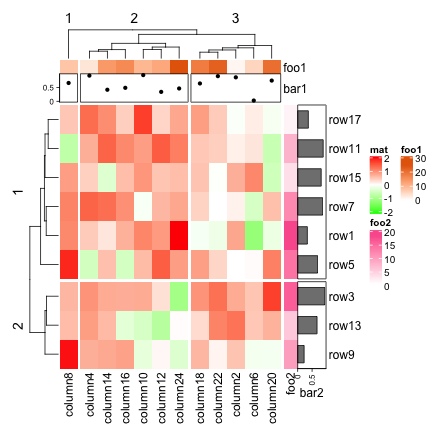 1 2 3
foo1
0.5
0
bar1
1
2
row17
row11
row15
row7
row1
row5
row3
row13
row9
mat
2
1
0
-1
-2
foo1
30
20
10
0
foo2
20
15
10
5
0
column8
column4
column14
column16
column10
column12
column24
column18
column22
column2
column6
column20
foo2
0
0.5
bar2